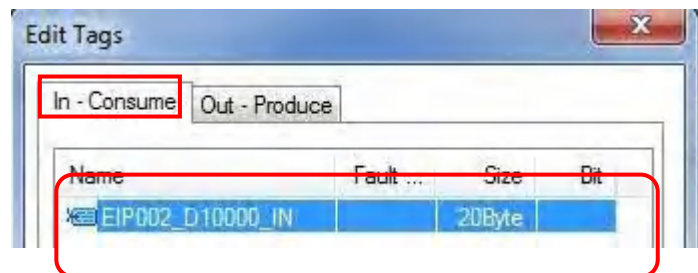 Edit Tags
In - Consume Out - Produce
Name Fault ... Size Bit
EIP002_D10000_IN 20Byte